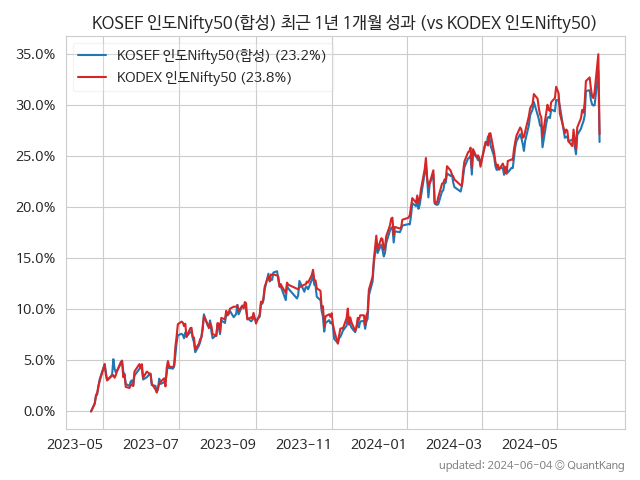 KOSEF 인도Nifty50(합성) 최근 1년 1개월 성과 (vs KODEX 인도Nifty50)
KOSEF 인도Nifty50(합성) (23.2%)
KODEX 인도Nifty50 (23.8%)
35.0%
30.0%
25.0%
20.0%
15.0%
10.0%
5.0%
0.0%
2023-05 2023-07 2023-09 2023-11 2024-01 2024-03 2024-05
updated: 2024-06-04 © QuantKang